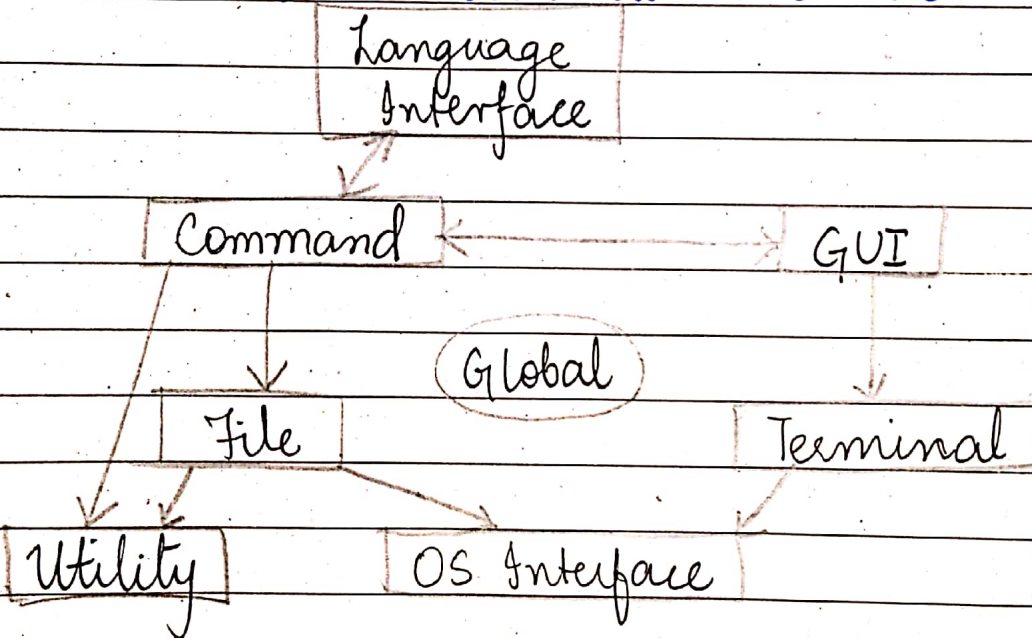 Language
Interface
Command
GUI
Global
File
Terminal
Utility
OS Interface